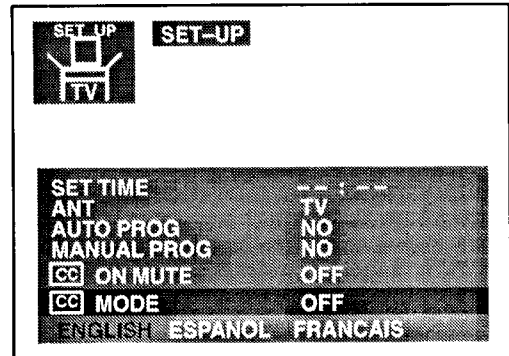 SET UP
SET-UP
TV
SET TIME --:--
ANT TV
AUTO PROG NO
MANUAL PROG NO
CC ON MUTE OFF
CC MODE OFF
ENGLISH ESPANOL FRANCAIS